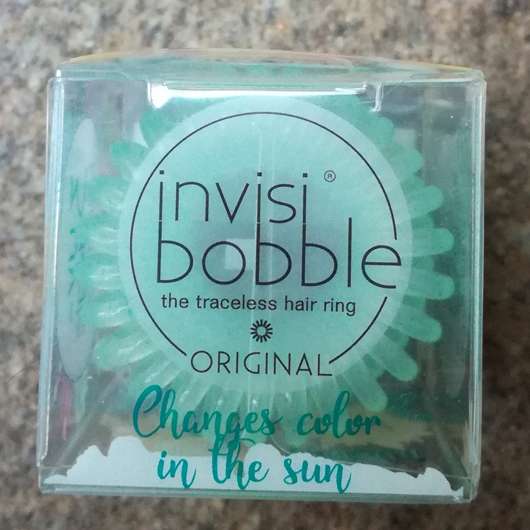 invisi®
bobble
the traceless hair ring
ORIGINAL
Changes color
in the sun